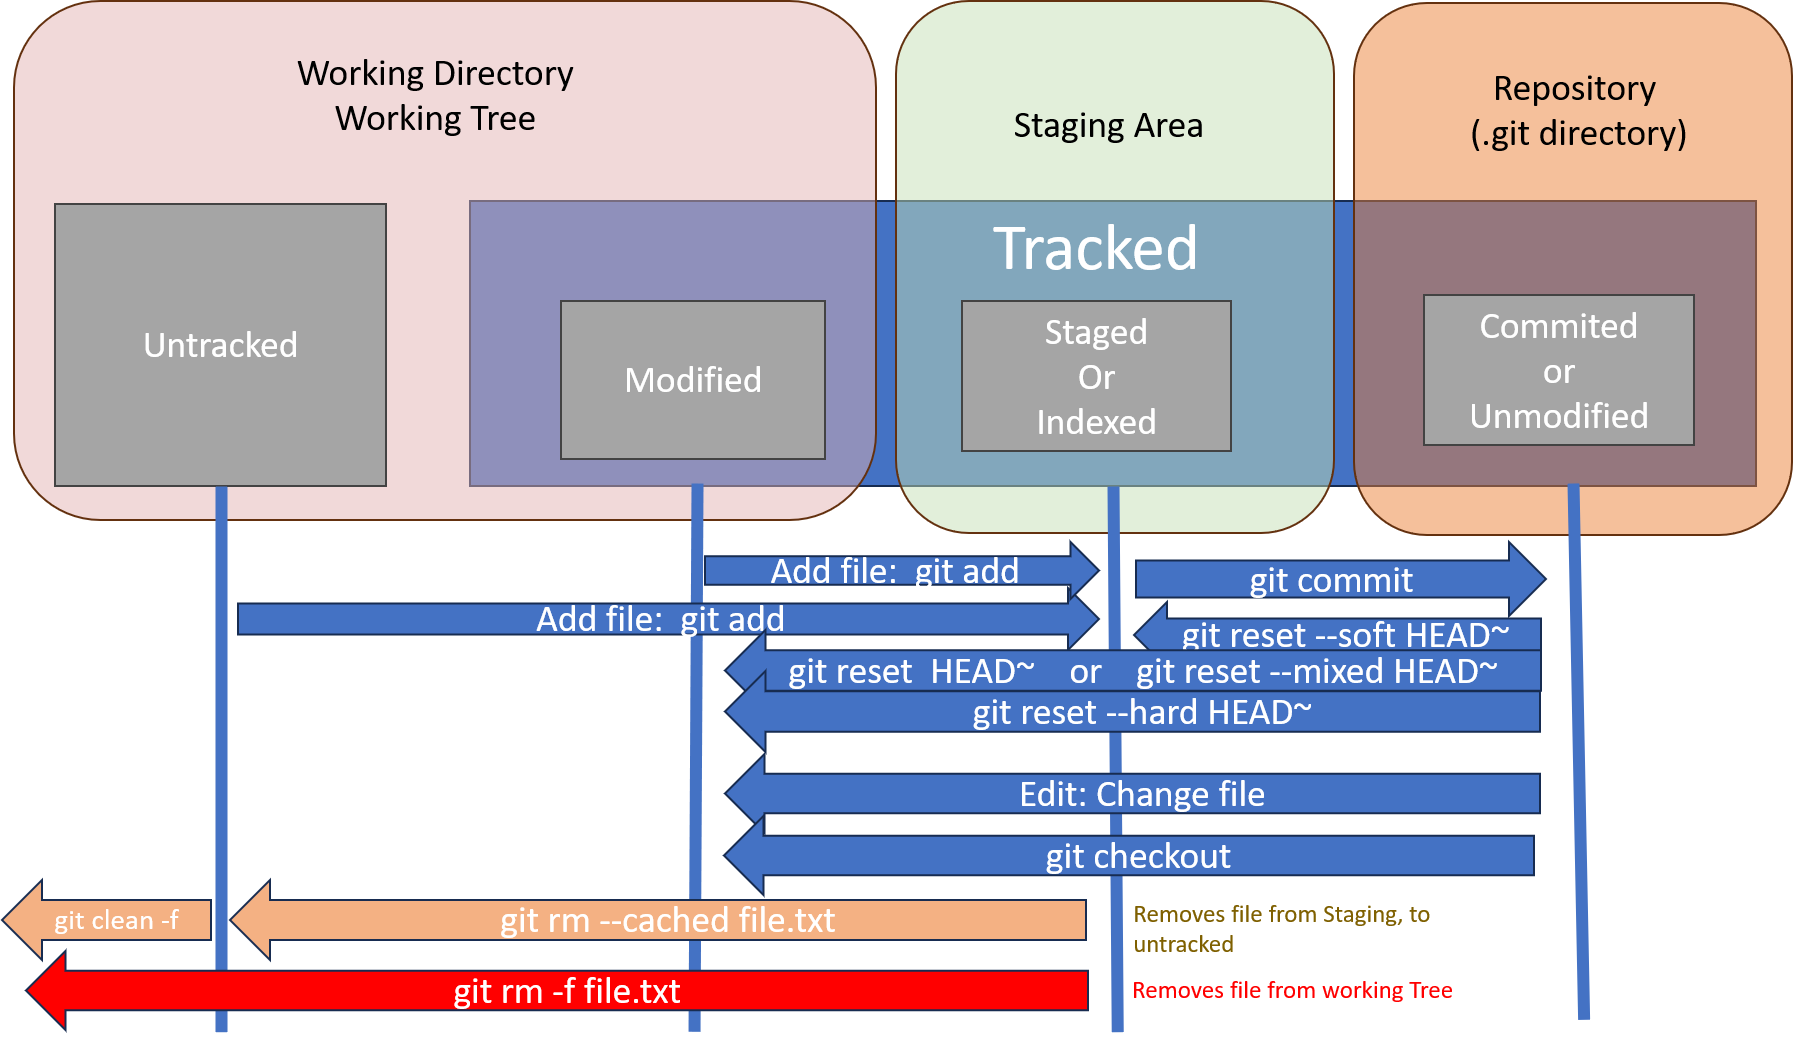 Working Directory
Working Tree
Staging Area
Repository
(.git directory)
Tracked
Untracked
Modified
Staged
Or
Indexed
Commited
or
Unmodified
Add file:  git add
git commit
Add file:  git add
git reset --soft HEAD~
git reset  HEAD~    or    git reset --mixed HEAD~
git reset --hard HEAD~
Edit: Change file
git checkout
git clean -f
git rm --cached file.txt
Removes file from Staging, to
untracked
git rm -f file.txt
Removes file from working Tree